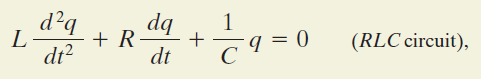 L d²q/dt² + R dq/dt + 1/C q = 0 (RLC circuit),